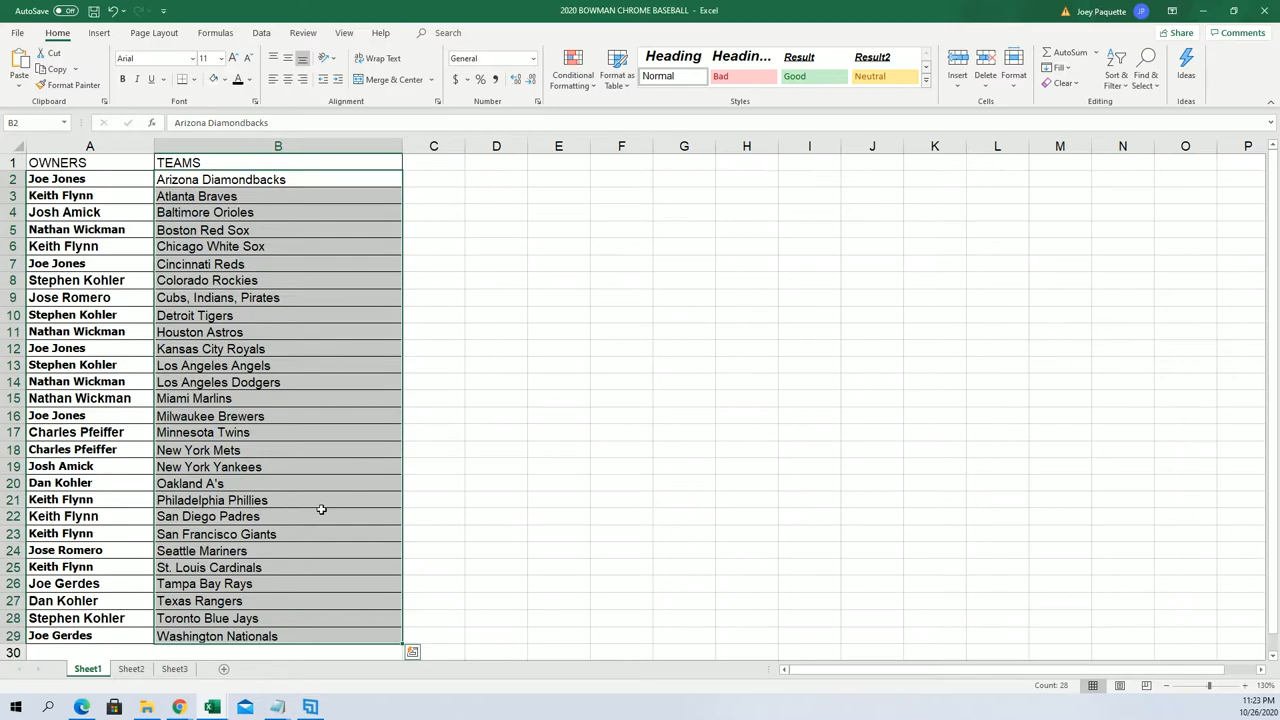 AutoSave Off 2020 BOWMAN CHROME BASEBALL - Excel Joey Paquette JP
File Home Insert Page Layout Formulas Data Review View Help Search Share Comments
Paste Cut Copy Format Painter Clipboard
Arial 11 A A B I U A Font
ab Wrap Text Merge & Center Alignment
General $ % , Number
Conditional Formatting Format as Table
Heading Headin... Result Result2
Normal Bad Good Neutral
Styles
Insert Delete Format Cells
AutoSum Fill Clear Sort & Filter Find & Select Editing
Ideas Ideas
B2 fx Arizona Diamondbacks
A B C D E F G H I J K L M N O P
1 OWNERS TEAMS
2 Joe Jones Arizona Diamondbacks
3 Keith Flynn Atlanta Braves
4 Josh Amick Baltimore Orioles
5 Nathan Wickman Boston Red Sox
6 Keith Flynn Chicago White Sox
7 Joe Jones Cincinnati Reds
8 Stephen Kohler Colorado Rockies
9 Jose Romero Cubs, Indians, Pirates
10 Stephen Kohler Detroit Tigers
11 Nathan Wickman Houston Astros
12 Joe Jones Kansas City Royals
13 Stephen Kohler Los Angeles Angels
14 Nathan Wickman Los Angeles Dodgers
15 Nathan Wickman Miami Marlins
16 Joe Jones Milwaukee Brewers
17 Charles Pfeiffer Minnesota Twins
18 Charles Pfeiffer New York Mets
19 Josh Amick New York Yankees
20 Dan Kohler Oakland A's
21 Keith Flynn Philadelphia Phillies
22 Keith Flynn San Diego Padres
23 Keith Flynn San Francisco Giants
24 Jose Romero Seattle Mariners
25 Keith Flynn St. Louis Cardinals
26 Joe Gerdes Tampa Bay Rays
27 Dan Kohler Texas Rangers
28 Stephen Kohler Toronto Blue Jays
29 Joe Gerdes Washington Nationals
30
Sheet1 Sheet2 Sheet3
Count: 28 130%
11:23 PM
10/26/2020